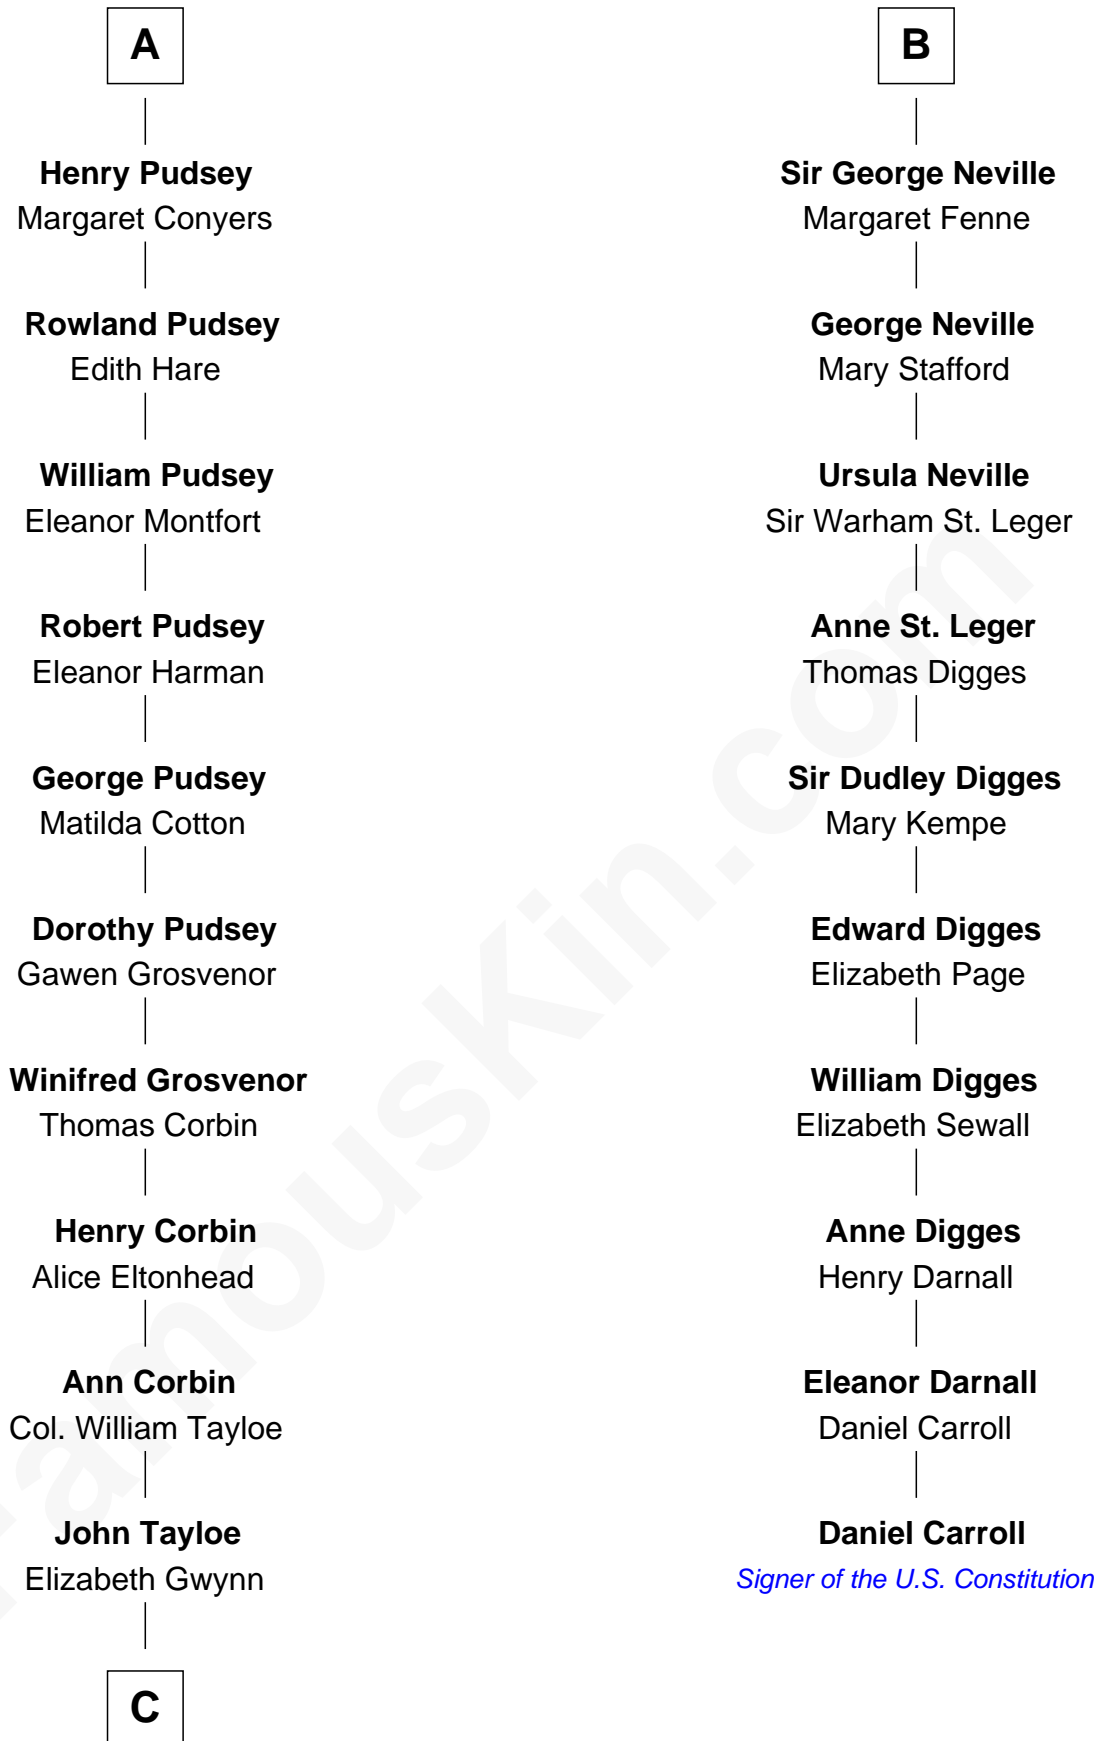 A
Henry Pudsey
Margaret Conyers
Rowland Pudsey
Edith Hare
William Pudsey
Eleanor Montfort
Robert Pudsey
Eleanor Harman
George Pudsey
Matilda Cotton
Dorothy Pudsey
Gawen Grosvenor
Winifred Grosvenor
Thomas Corbin
Henry Corbin
Alice Eltonhead
Ann Corbin
Col. William Tayloe
John Tayloe
Elizabeth Gwynn
C
B
Sir George Neville
Margaret Fenne
George Neville
Mary Stafford
Ursula Neville
Sir Warham St. Leger
Anne St. Leger
Thomas Digges
Sir Dudley Digges
Mary Kempe
Edward Digges
Elizabeth Page
William Digges
Elizabeth Sewall
Anne Digges
Henry Darnall
Eleanor Darnall
Daniel Carroll
Daniel Carroll
Signer of the U.S. Constitution
FamousKin.com